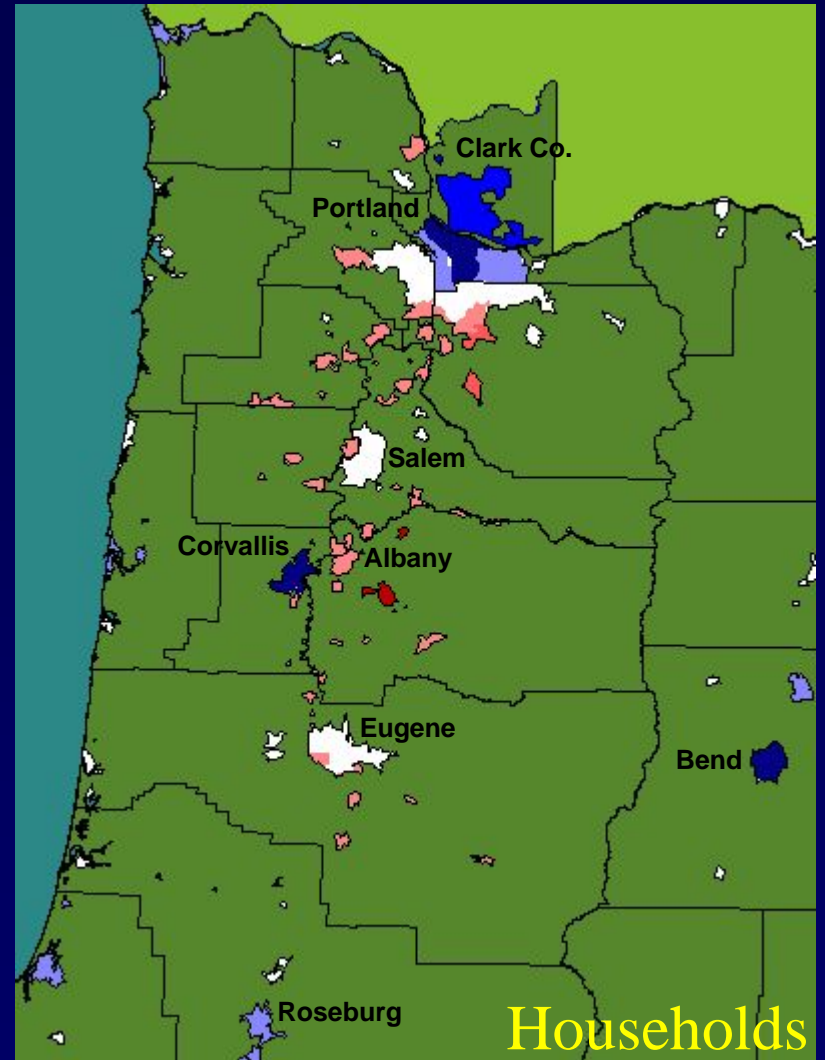 Clark Co.
Portland
Salem
Corvallis
Albany
Eugene
Bend
Roseburg
Households